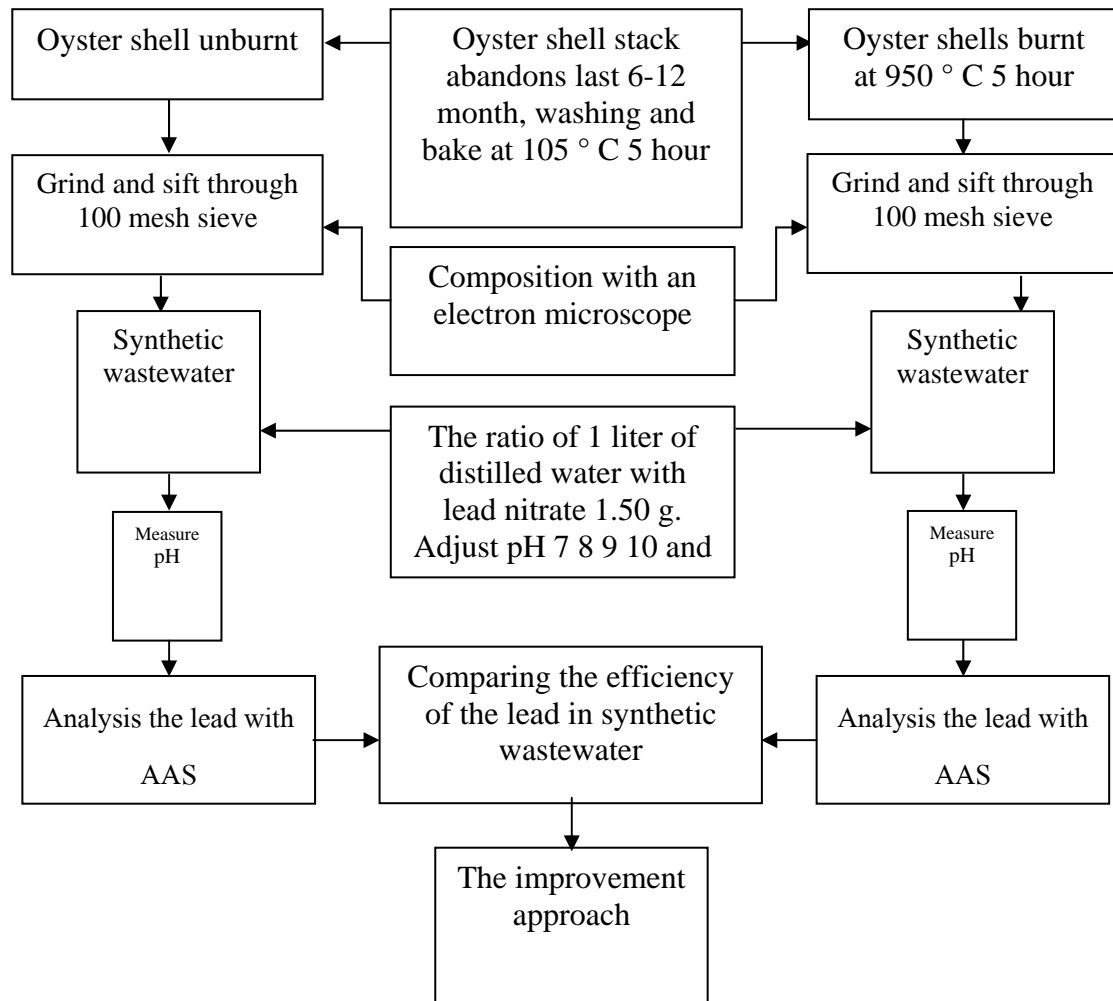 Oyster shell unburnt
Oyster shell stack
abandons last 6-12
month, washing and
bake at 105 ° C 5 hour
Oyster shells burnt
at 950 ° C 5 hour
Grind and sift through
100 mesh sieve
Grind and sift through
100 mesh sieve
Composition with an
electron microscope
Synthetic
wastewater
Synthetic
wastewater
The ratio of 1 liter of
distilled water with
lead nitrate 1.50 g.
Adjust pH 7 8 9 10 and
Measure
pH
Measure
pH
Analysis the lead with
AAS
Comparing the efficiency
of the lead in synthetic
wastewater
Analysis the lead with
AAS
The improvement
approach